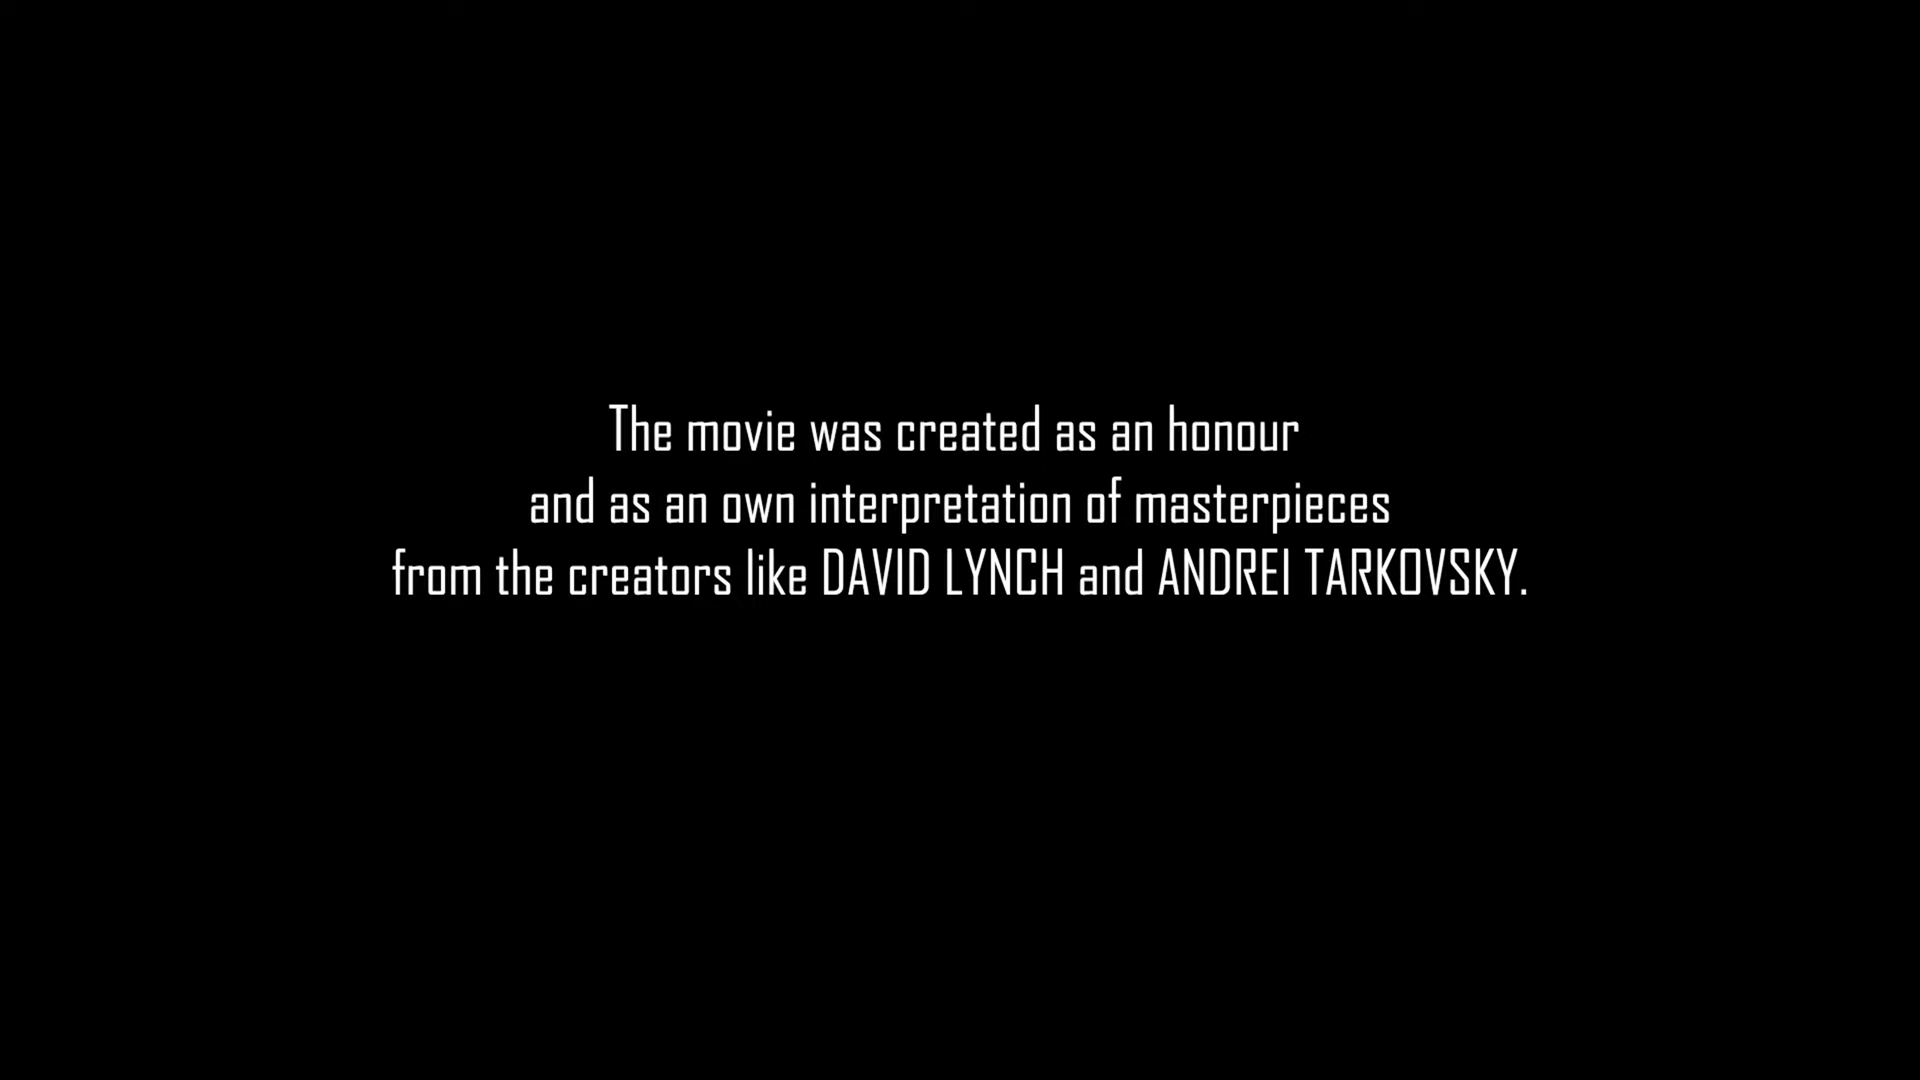 The movie was created as an honour
and as an own interpretation of masterpieces
from the creators like DAVID LYNCH and ANDREI TARKOVSKY.